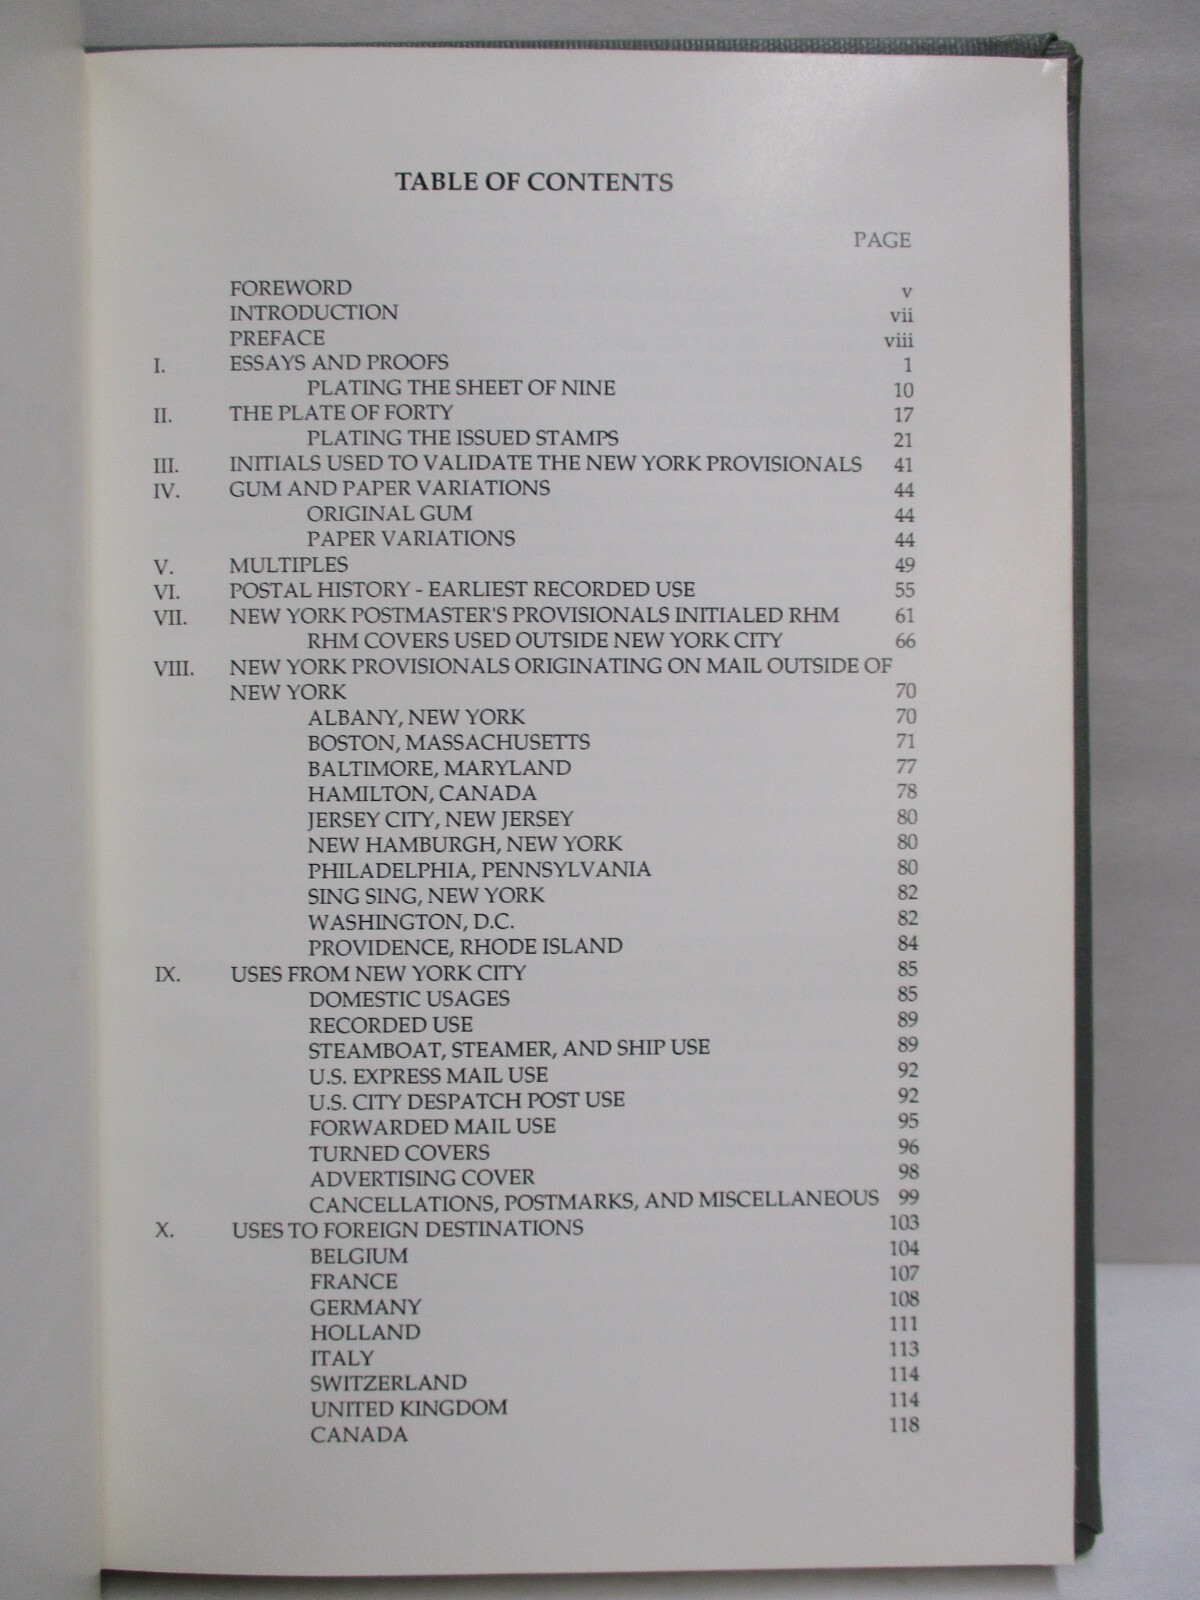 TABLE OF CONTENTS
PAGE
FOREWORD v
INTRODUCTION vii
PREFACE viii
I. ESSAYS AND PROOFS 1
PLATING THE SHEET OF NINE 10
II. THE PLATE OF FORTY 17
PLATING THE ISSUED STAMPS 21
III. INITIALS USED TO VALIDATE THE NEW YORK PROVISIONALS 41
IV. GUM AND PAPER VARIATIONS 44
ORIGINAL GUM 44
PAPER VARIATIONS 44
V. MULTIPLES 49
VI. POSTAL HISTORY - EARLIEST RECORDED USE 55
VII. NEW YORK POSTMASTER'S PROVISIONALS INITIALED RHM 61
RHM COVERS USED OUTSIDE NEW YORK CITY 66
VIII. NEW YORK PROVISIONALS ORIGINATING ON MAIL OUTSIDE OF
NEW YORK 70
ALBANY, NEW YORK 70
BOSTON, MASSACHUSETTS 71
BALTIMORE, MARYLAND 77
HAMILTON, CANADA 78
JERSEY CITY, NEW JERSEY 80
NEW HAMBURGH, NEW YORK 80
PHILADELPHIA, PENNSYLVANIA 80
SING SING, NEW YORK 82
WASHINGTON, D.C. 82
PROVIDENCE, RHODE ISLAND 84
IX. USES FROM NEW YORK CITY 85
DOMESTIC USAGES 85
RECORDED USE 89
STEAMBOAT, STEAMER, AND SHIP USE 89
U.S. EXPRESS MAIL USE 92
U.S. CITY DESPATCH POST USE 92
FORWARDED MAIL USE 95
TURNED COVERS 96
ADVERTISING COVER 98
CANCELLATIONS, POSTMARKS, AND MISCELLANEOUS 99
X. USES TO FOREIGN DESTINATIONS 103
BELGIUM 104
FRANCE 107
GERMANY 108
HOLLAND 111
ITALY 113
SWITZERLAND 114
UNITED KINGDOM 114
CANADA 118